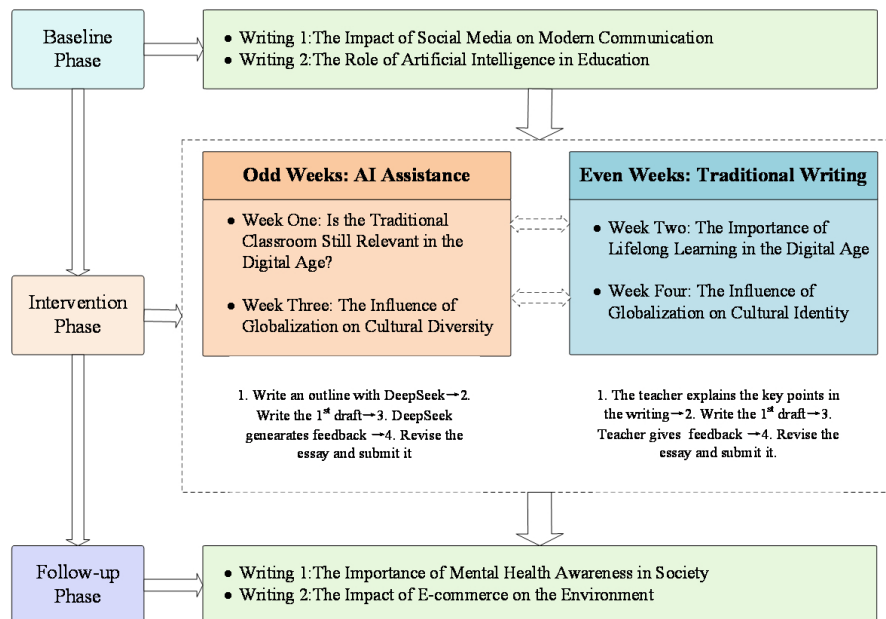 Baseline
Phase
● Writing 1:The Impact of Social Media on Modern Communication
● Writing 2:The Role of Artificial Intelligence in Education
Odd Weeks: AI Assistance
● Week One: Is the Traditional
Classroom Still Relevant in the
Digital Age?
● Week Three: The Influence of
Globalization on Cultural Diversity
Even Weeks: Traditional Writing
● Week Two: The Importance of
Lifelong Learning in the Digital Age
● Week Four: The Influence of
Globalization on Cultural Identity
Intervention
Phase
1. Write an outline with DeepSeek→2.
Write the 1st draft→3. DeepSeek
genearates feedback →4. Revise the
essay and submit it
1. The teacher explains the key points in
the writing→2. Write the 1st draft→3.
Teacher gives feedback →4. Revise the
essay and submit it.
Follow-up
Phase
● Writing 1:The Importance of Mental Health Awareness in Society
● Writing 2:The Impact of E-commerce on the Environment